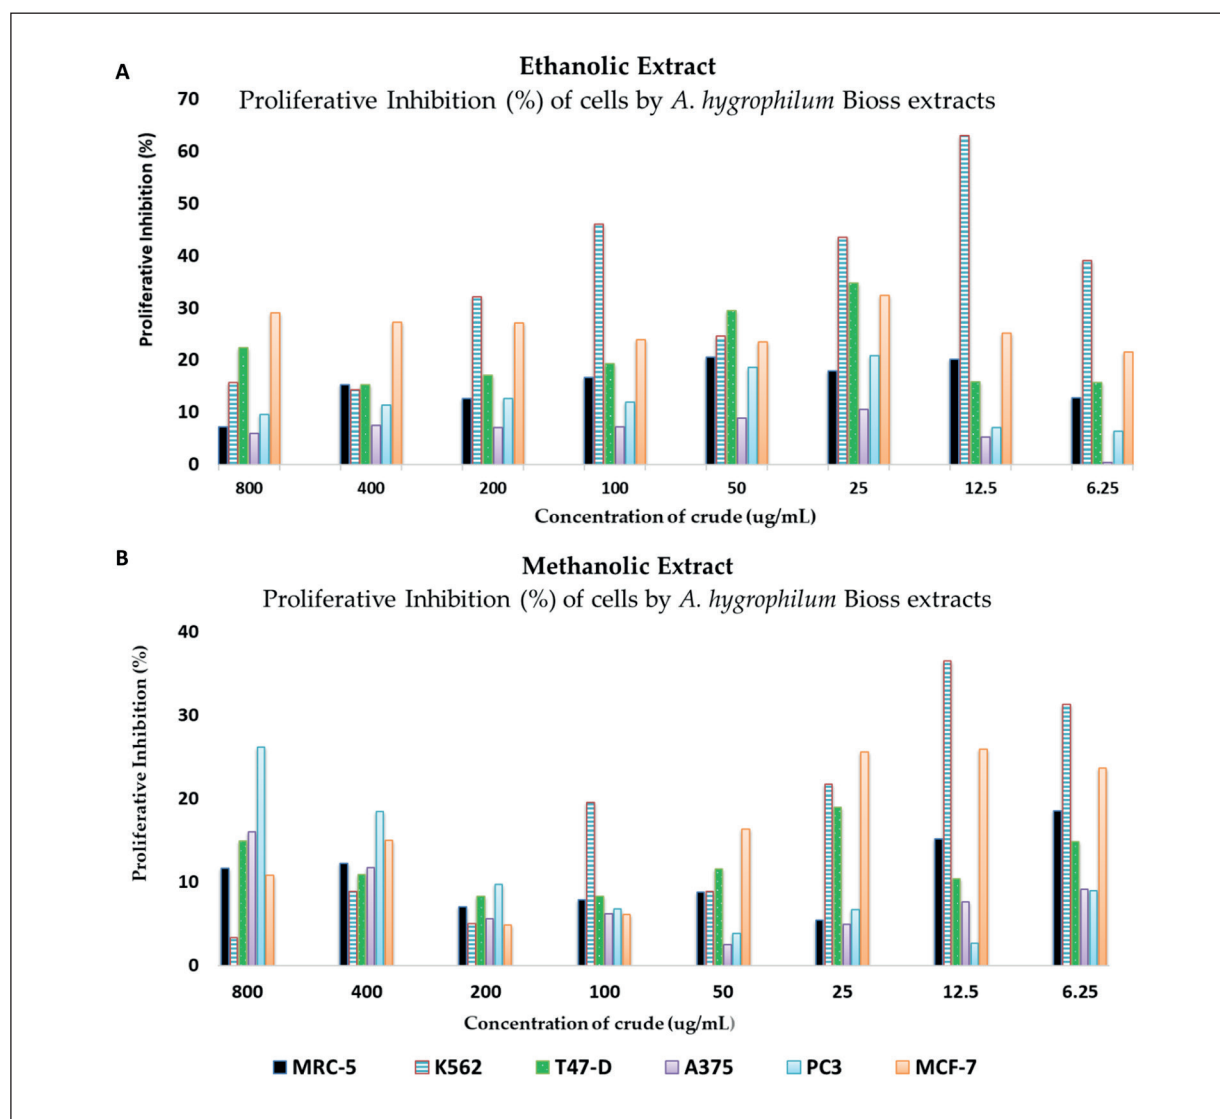 A
Ethanolic Extract
Proliferative Inhibition (%) of cells by A. hygrophilum Bioss extracts
Proliferative Inhibition (%)
70
60
50
40
30
20
10
0
800 400 200 100 50 25 12.5 6.25
Concentration of crude (ug/mL)
B
Methanolic Extract
Proliferative Inhibition (%) of cells by A. hygrophilum Bioss extracts
Proliferative Inhibition (%)
40
30
20
10
0
800 400 200 100 50 25 12.5 6.25
Concentration of crude (ug/mL)
MRC-5 K562 T47-D A375 PC3 MCF-7